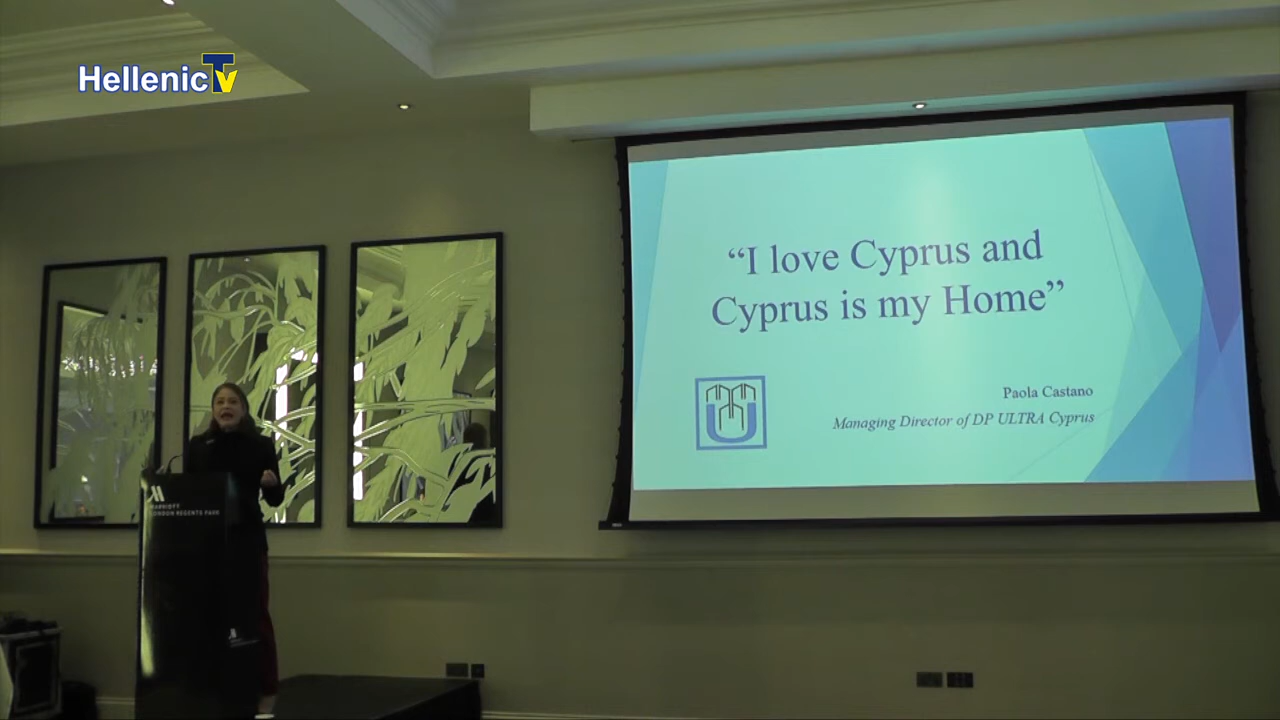 HellenicTV
“I love Cyprus and
Cyprus is my Home”
Paola Castano
Managing Director of DP ULTRA Cyprus
MARRIOTT
LONDON REGENTS PARK